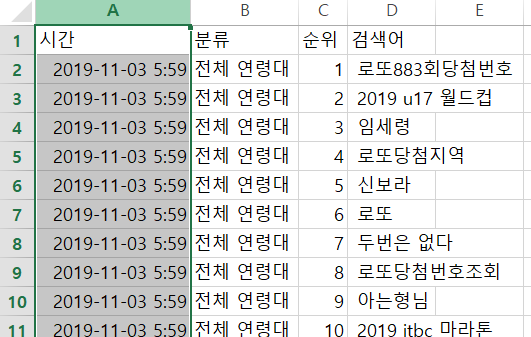 A B C D E
1 시간 분류 순위 검색어
2 2019-11-03 5:59 전체 연령대 1 로또883회당첨번호
3 2019-11-03 5:59 전체 연령대 2 2019 u17 월드컵
4 2019-11-03 5:59 전체 연령대 3 임세령
5 2019-11-03 5:59 전체 연령대 4 로또당첨지역
6 2019-11-03 5:59 전체 연령대 5 신보라
7 2019-11-03 5:59 전체 연령대 6 로또
8 2019-11-03 5:59 전체 연령대 7 두번은 없다
9 2019-11-03 5:59 전체 연령대 8 로또당첨번호조회
10 2019-11-03 5:59 전체 연령대 9 아는형님
11 2019-11-03 5:59 전체 연령대 10 2019 jtbc 마라톤